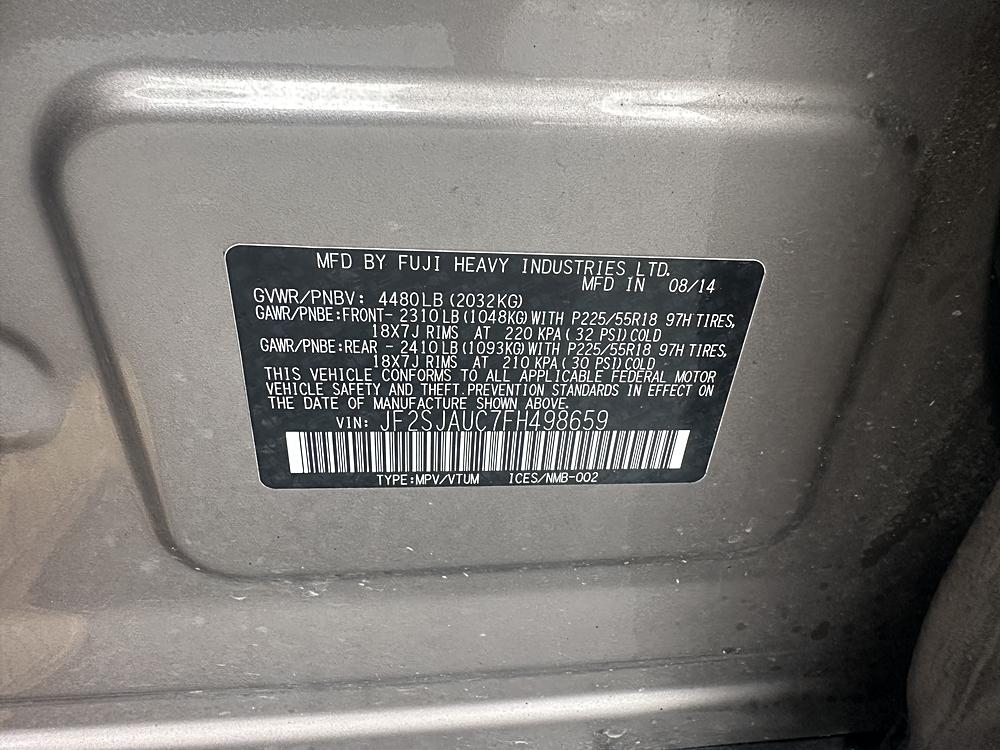 MFD BY FUJI HEAVY INDUSTRIES LTD.
MFD IN 08/14
GVWR/PNBV: 4480LB (2032KG)
GAWR/PNBE:FRONT- 2310LB(1048KG)WITH P225/55R18 97H TIRES,
18X7J RIMS AT 220 KPA(32 PSI)COLD
GAWR/PNBE:REAR - 2410LB(1093KG)WITH P225/55R18 97H TIRES,
18X7J RIMS AT 210 KPA(30 PSI)COLD
THIS VEHICLE CONFORMS TO ALL APPLICABLE FEDERAL MOTOR
VEHICLE SAFETY AND THEFT PREVENTION STANDARDS IN EFFECT ON
THE DATE OF MANUFACTURE SHOWN ABOVE.
VIN: JF2SJAUC7FH498659
TYPE:MPV/VTUM ICES/NMB-002